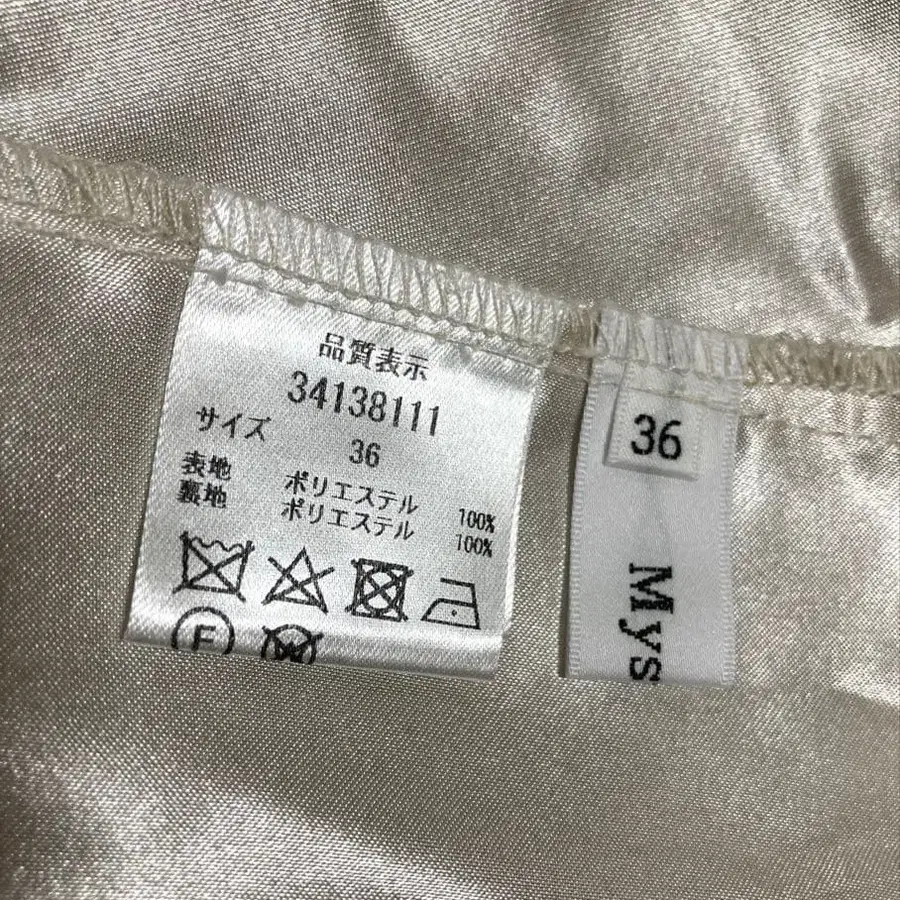 品質表示
34138111
サイズ 36
表地 ポリエステル 100%
裏地 ポリエステル 100%
F
W
36
Mys